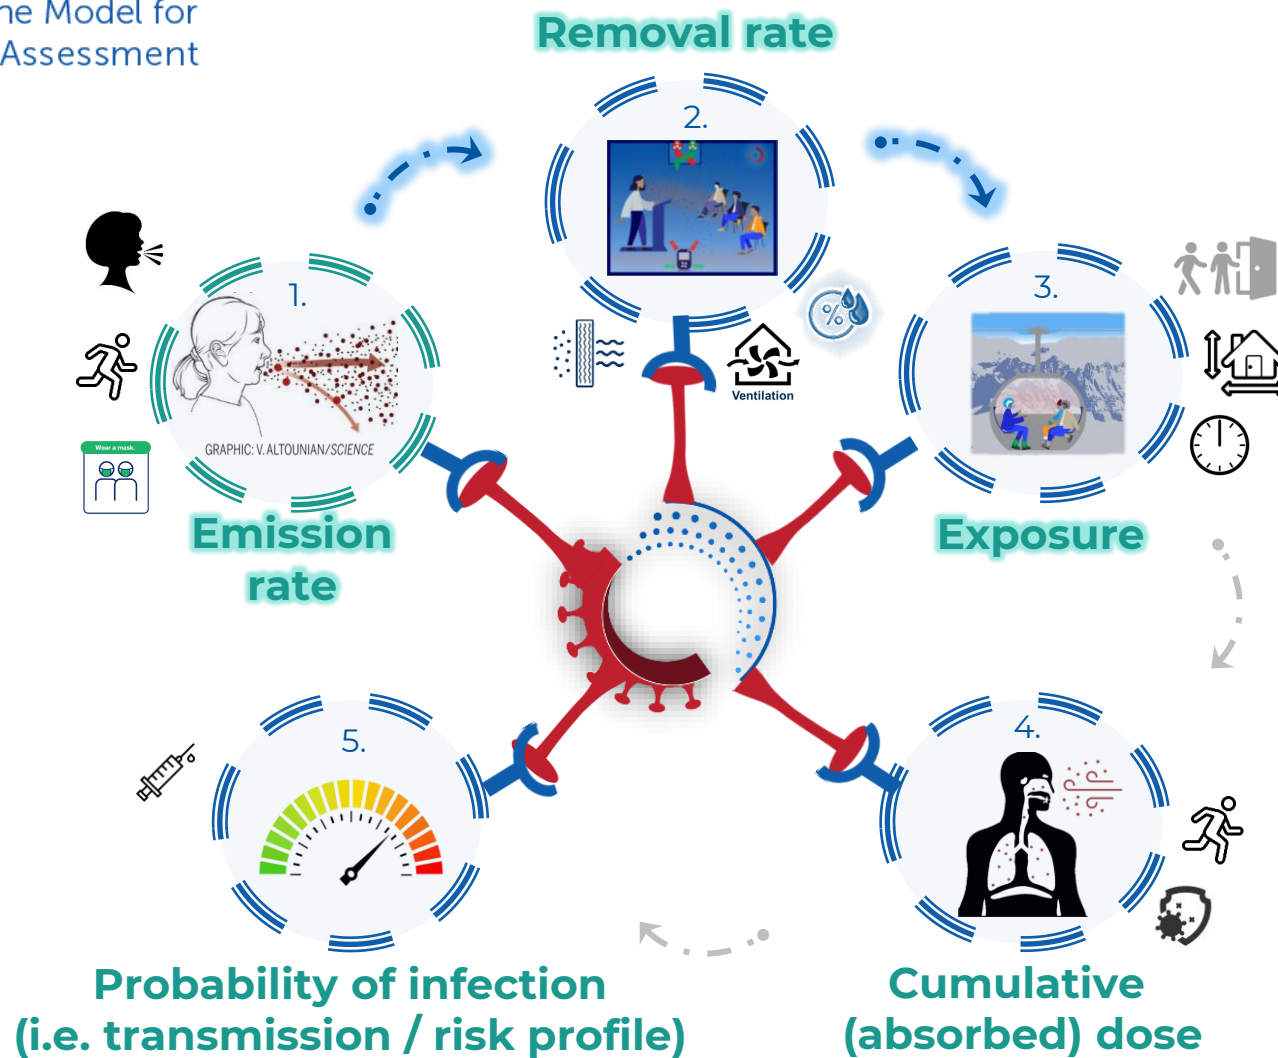 ne Model for
Assessment
Removal rate
2.
1.
3.
%
Ventilation
Wear a mask.
GRAPHIC: V. ALTOUNIAN/SCIENCE
Emission
rate
Exposure
5.
4.
Probability of infection
(i.e. transmission / risk profile)
Cumulative
(absorbed) dose